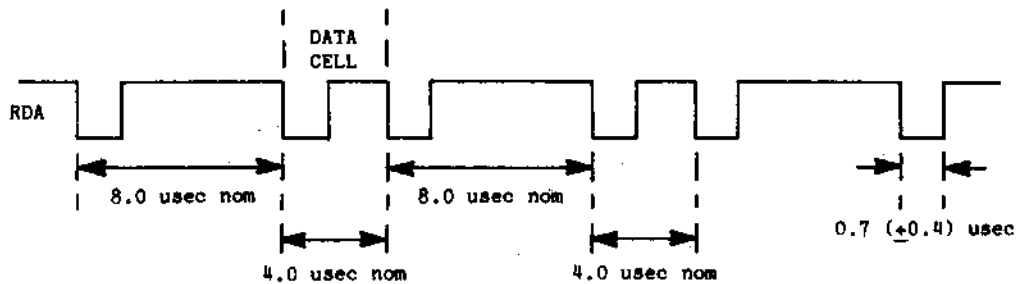 DATA
CELL
RDA
8.0 usec nom
8.0 usec nom
0.7 (±0.4) usec
4.0 usec nom
4.0 usec nom